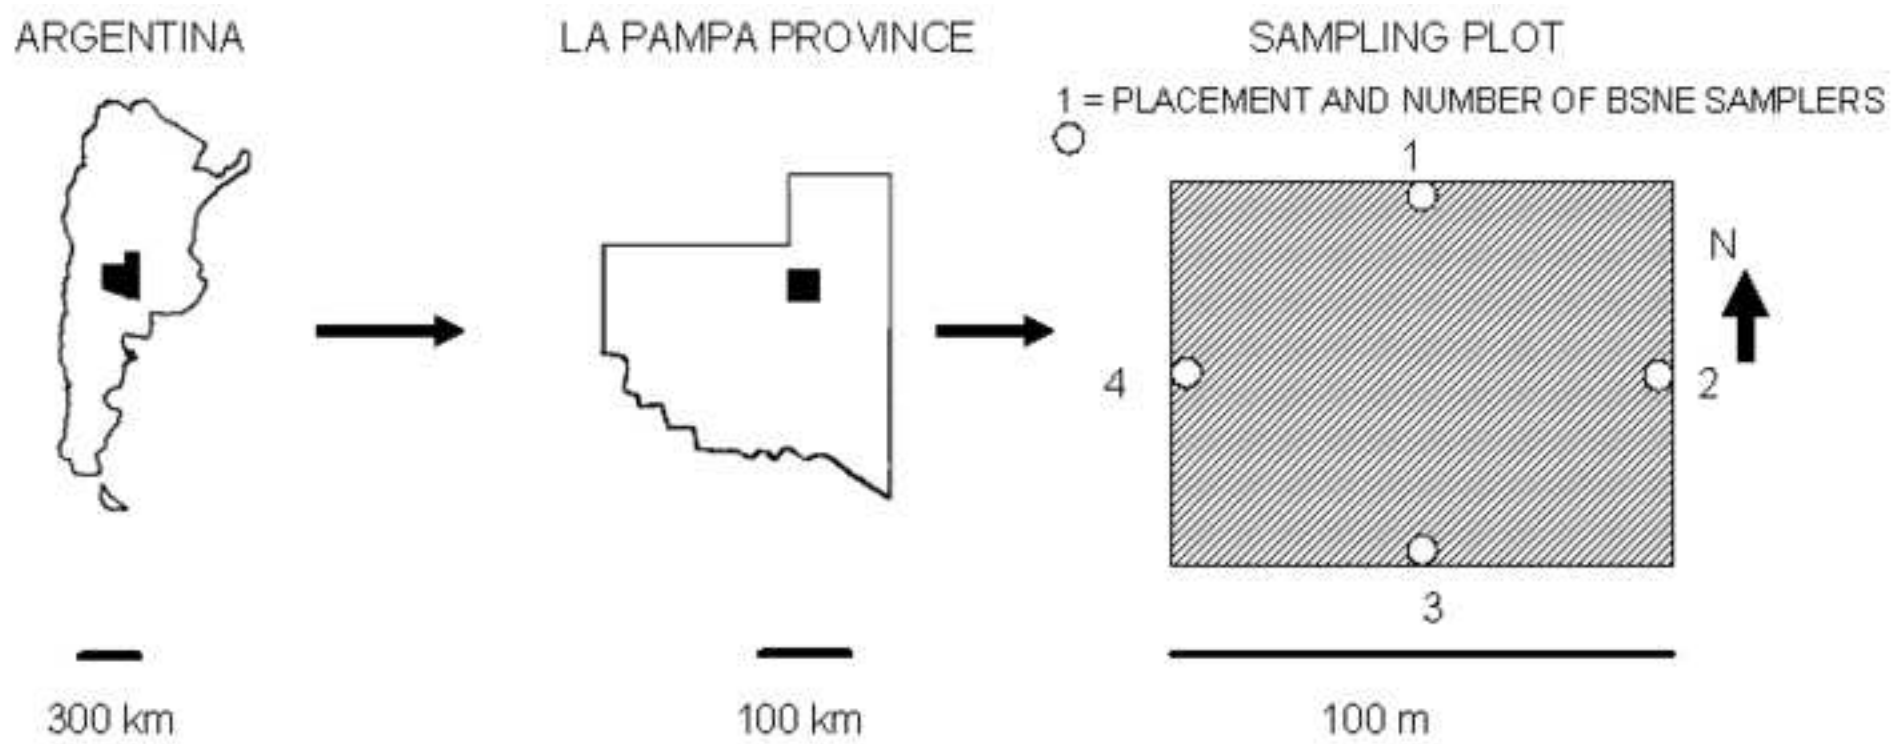 ARGENTINA
LA PAMPA PROVINCE
SAMPLING PLOT
1 = PLACEMENT AND NUMBER OF BSNE SAMPLERS
1
N
4
2
3
300 km
100 km
100 m